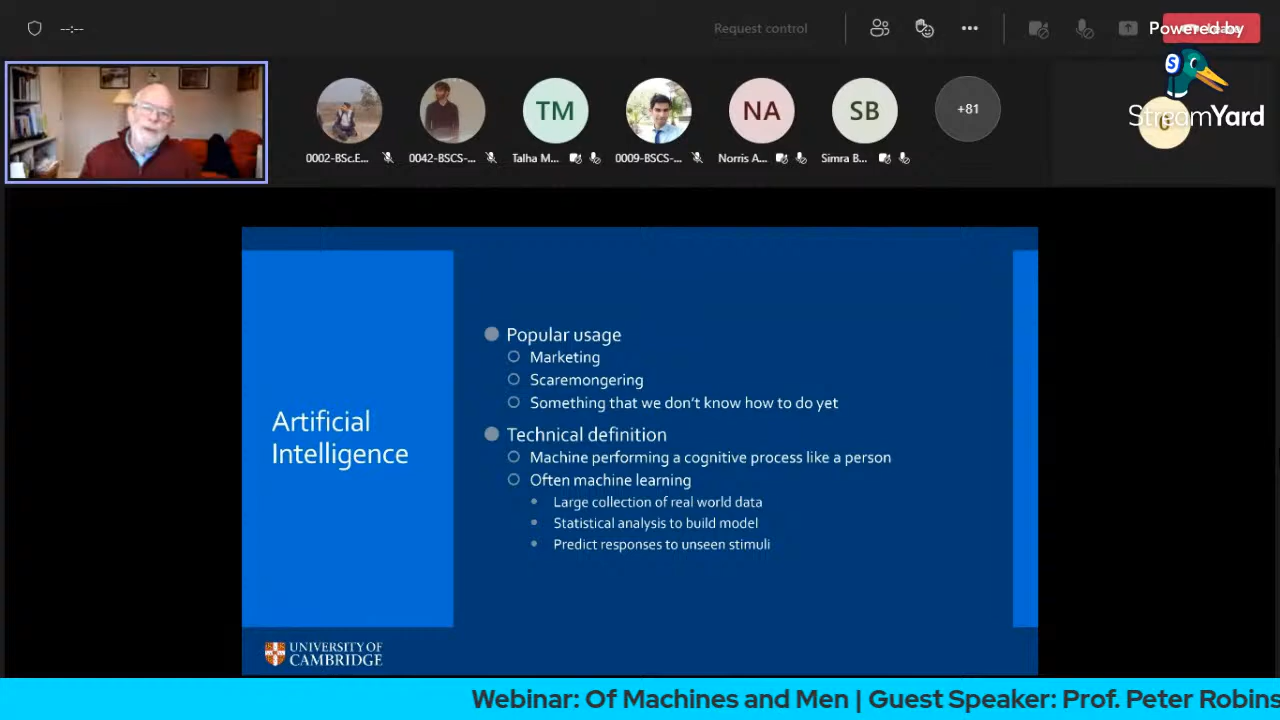 --:--
Request control
Powered by
StreamYard
TM
NA
SB
+81
0002-BSc.E...
0042-BSCS-...
Talha M...
0009-BSCS-...
Norris A...
Simra B...
Artificial
Intelligence
Popular usage
Marketing
Scaremongering
Something that we don't know how to do yet
Technical definition
Machine performing a cognitive process like a person
Often machine learning
Large collection of real world data
Statistical analysis to build model
Predict responses to unseen stimuli
UNIVERSITY OF
CAMBRIDGE
Webinar: Of Machines and Men | Guest Speaker: Prof. Peter Robins